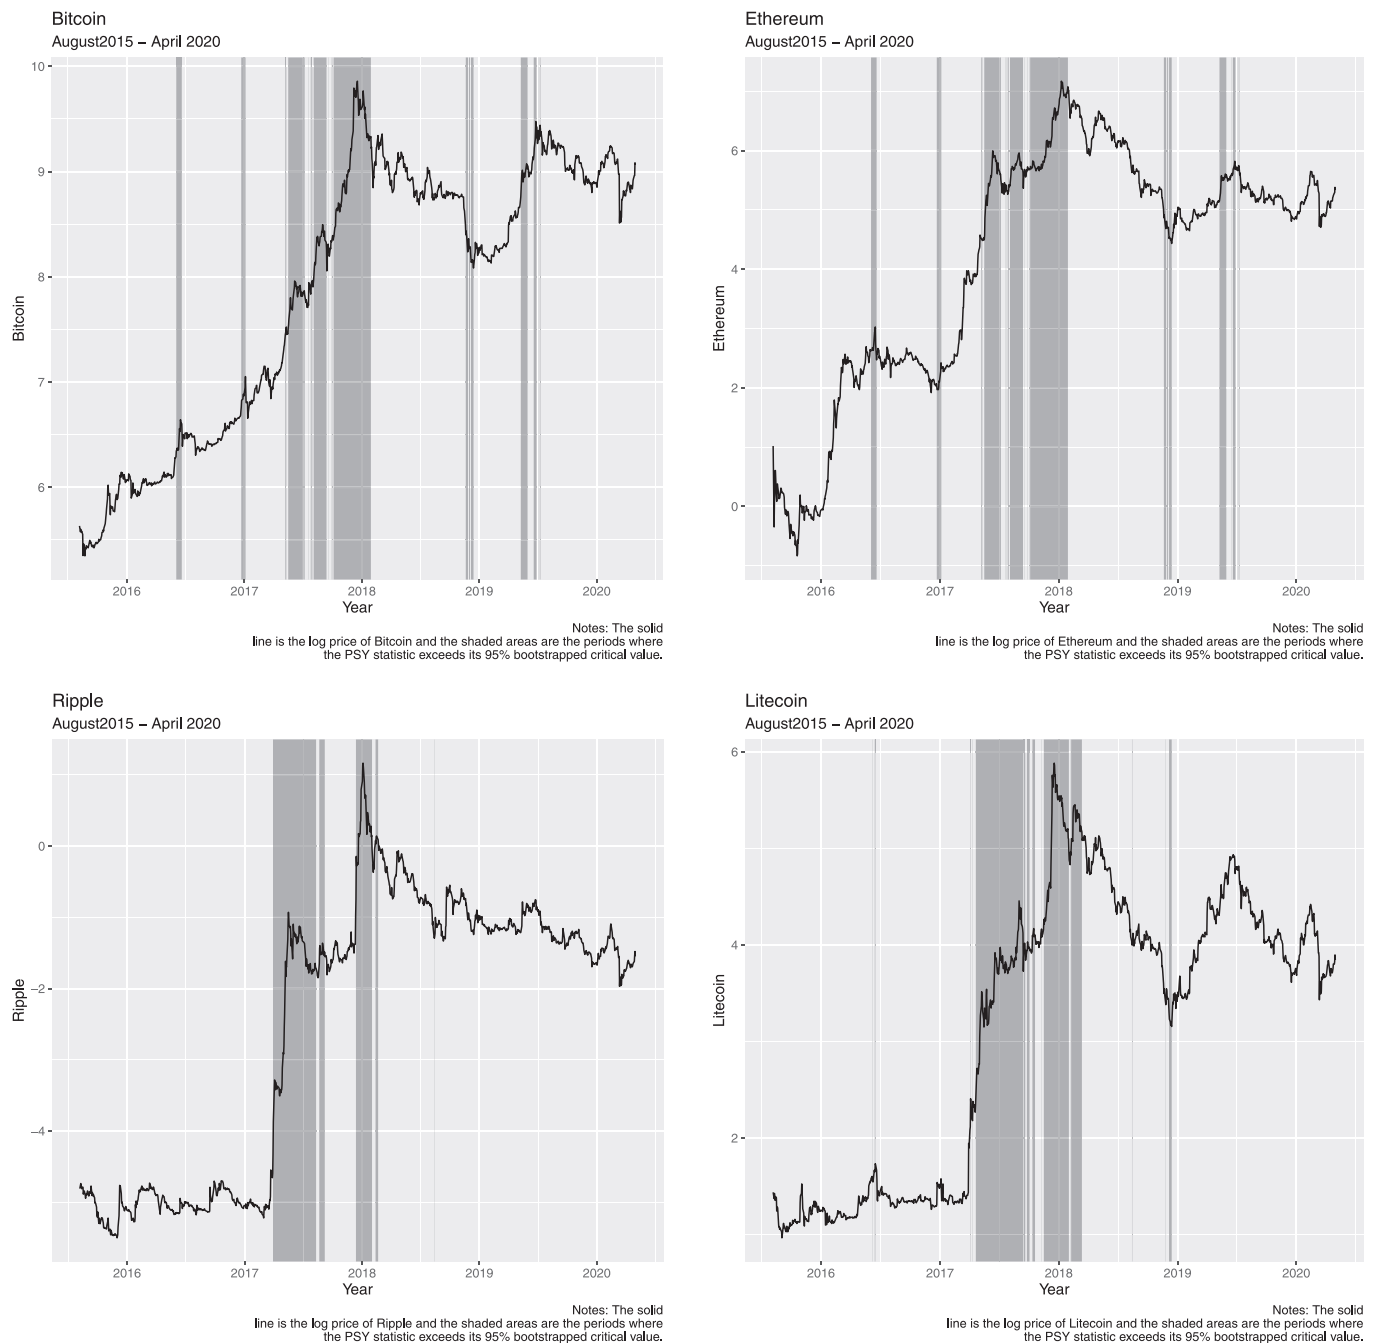 Bitcoin
August2015 – April 2020
10
9
8
7
6
Bitcoin
2016 2017 2018 2019 2020
Year
Notes: The solid
line is the log price of Bitcoin and the shaded areas are the periods where
the PSY statistic exceeds its 95% bootstrapped critical value.
Ethereum
August2015 – April 2020
6
4
2
0
Ethereum
2016 2017 2018 2019 2020
Year
Notes: The solid
line is the log price of Ethereum and the shaded areas are the periods where
the PSY statistic exceeds its 95% bootstrapped critical value.
Ripple
August2015 – April 2020
0
−2
−4
Ripple
2016 2017 2018 2019 2020
Year
Notes: The solid
line is the log price of Ripple and the shaded areas are the periods where
the PSY statistic exceeds its 95% bootstrapped critical value.
Litecoin
August2015 – April 2020
6
4
2
Litecoin
2016 2017 2018 2019 2020
Year
Notes: The solid
line is the log price of Litecoin and the shaded areas are the periods where
the PSY statistic exceeds its 95% bootstrapped critical value.